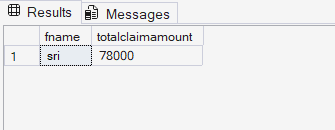 Results Messages
fname totalclaimamount
1 sri 78000